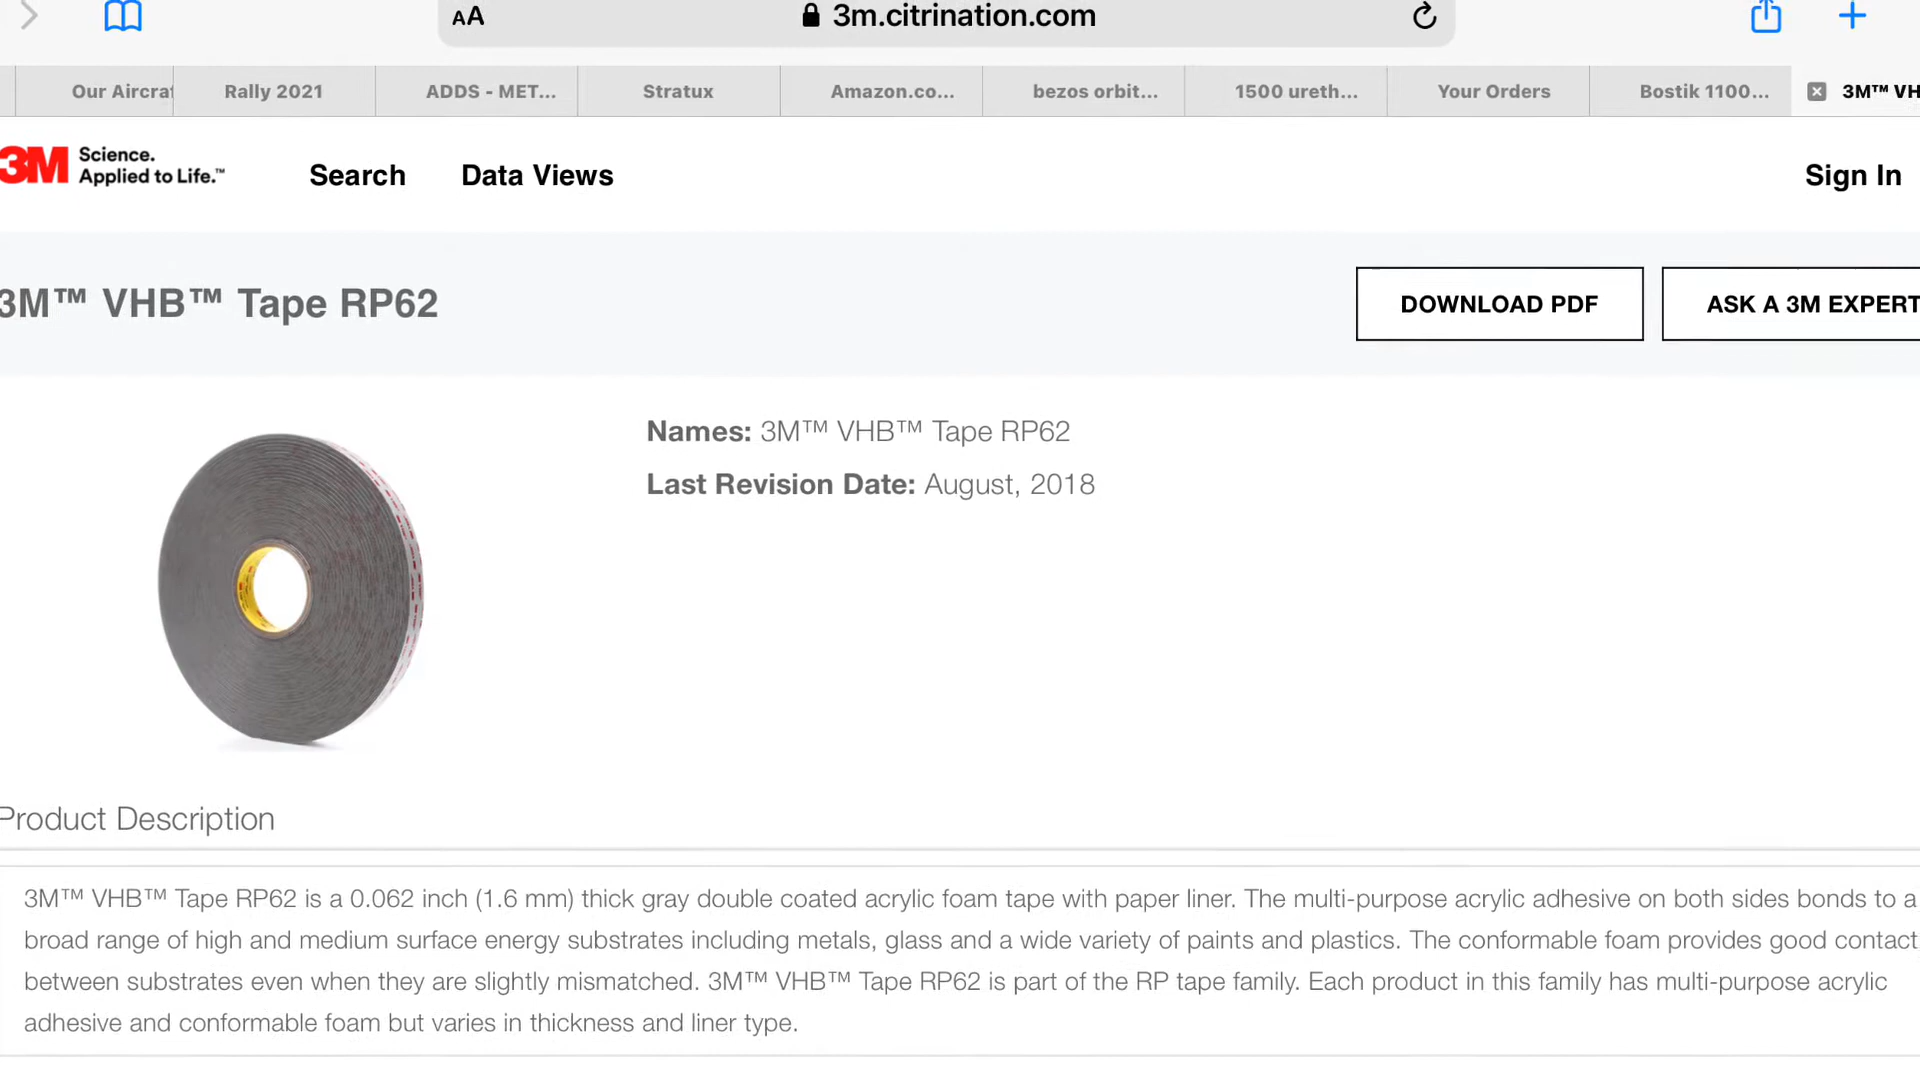 AA 3m.citrination.com
Our Aircraf Rally 2021 ADDS - MET... Stratux Amazon.co... bezos orbit... 1500 ureth... Your Orders Bostik 1100... 3M™ VH
3M Science.
Applied to Life.™
Search Data Views Sign In
3M™ VHB™ Tape RP62 DOWNLOAD PDF ASK A 3M EXPERT
Names: 3M™ VHB™ Tape RP62
Last Revision Date: August, 2018
Product Description
3M™ VHB™ Tape RP62 is a 0.062 inch (1.6 mm) thick gray double coated acrylic foam tape with paper liner. The multi-purpose acrylic adhesive on both sides bonds to a
broad range of high and medium surface energy substrates including metals, glass and a wide variety of paints and plastics. The conformable foam provides good contact
between substrates even when they are slightly mismatched. 3M™ VHB™ Tape RP62 is part of the RP tape family. Each product in this family has multi-purpose acrylic
adhesive and conformable foam but varies in thickness and liner type.